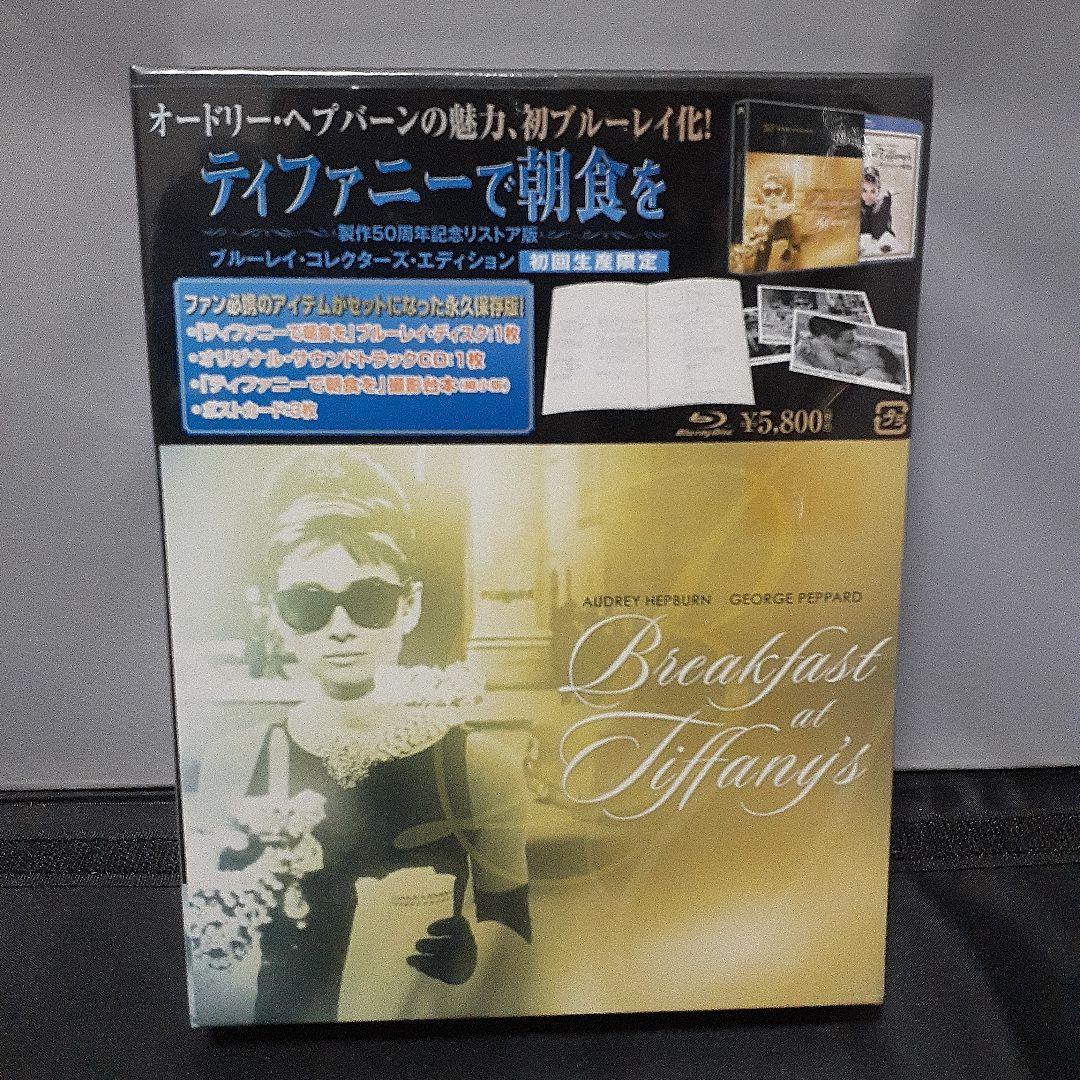 オードリー・ヘプバーンの魅力、初ブルーレイ化!
ティファニーで朝食を
製作50周年記念リストア版
ブルーレイ・コレクターズ・エディション 初回生産限定
ファン必携のアイテムがセットになった永久保存版!
・『ティファニーで朝食を』ブルーレイ・ディスク:1枚
・オリジナル・サウンドトラックCD:1枚
・『ティファニーで朝食を』撮影台本(縮小版)
・ポストカード:3枚
Blu-ray Disc ¥5,800
AUDREY HEPBURN GEORGE PEPPARD
Breakfast
at
Tiffany's